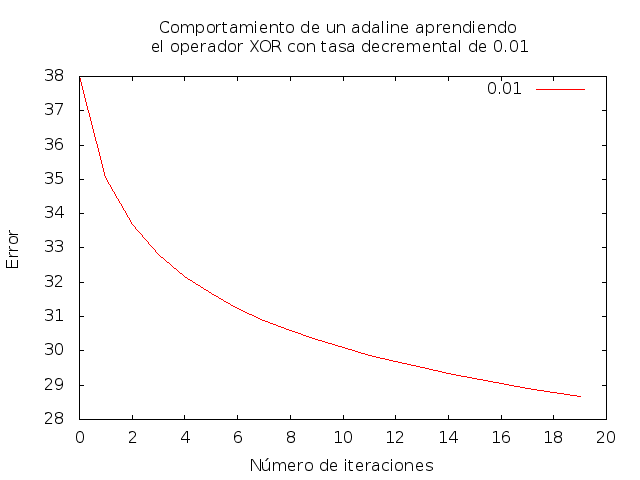 Comportamiento de un adaline aprendiendo
el operador XOR con tasa decremental de 0.01
38
0.01
37
36
35
34
33
32
31
30
29
28
Error
0 2 4 6 8 10 12 14 16 18 20
Número de iteraciones